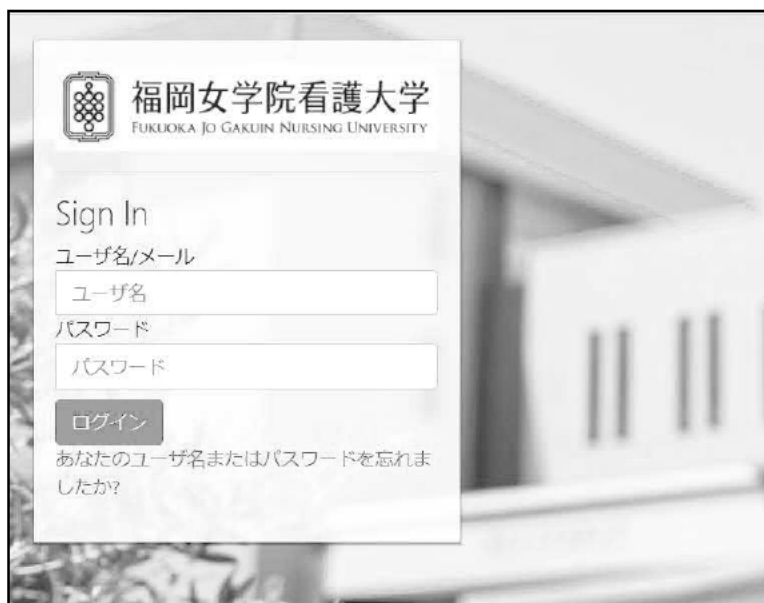 福岡女学院看護大学
FUKUOKA JO GAKUIN NURSING UNIVERSITY
Sign In
ユーザ名/メール
ユーザ名
パスワード
パスワード
ログイン
あなたのユーザ名またはパスワードを忘れま
したか?